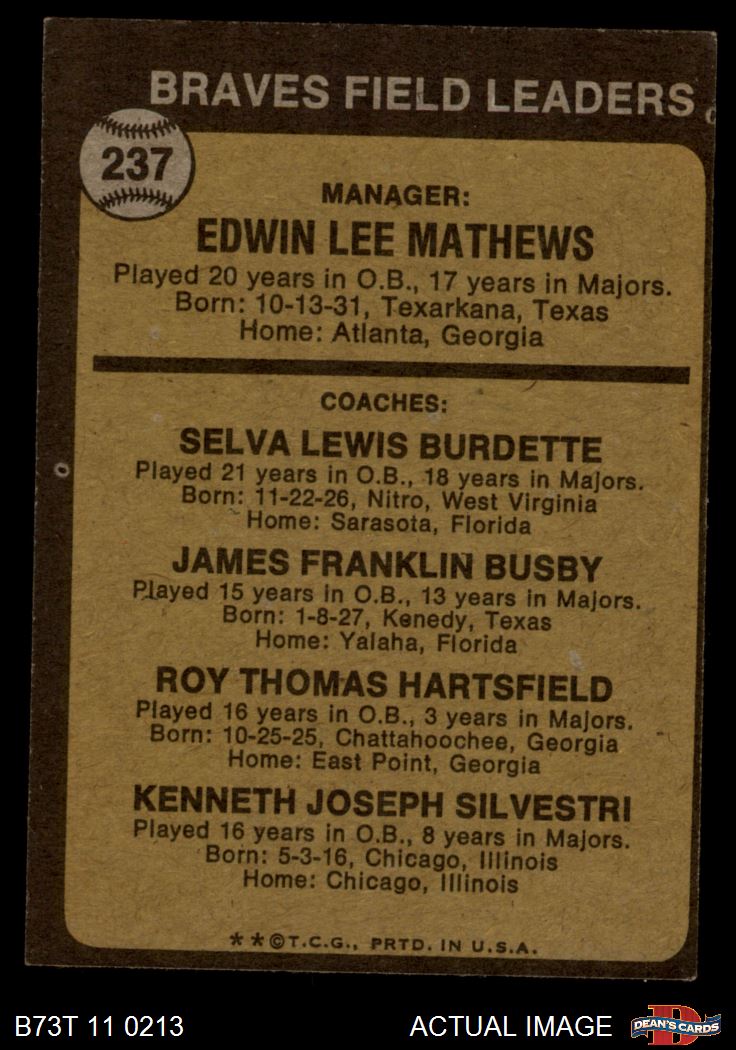 BRAVES FIELD LEADERS
237
MANAGER:
EDWIN LEE MATHEWS
Played 20 years in O.B., 17 years in Majors.
Born: 10-13-31, Texarkana, Texas
Home: Atlanta, Georgia
COACHES:
SELVA LEWIS BURDETTE
Played 21 years in O.B., 18 years in Majors.
Born: 11-22-26, Nitro, West Virginia
Home: Sarasota, Florida
JAMES FRANKLIN BUSBY
Played 15 years in O.B., 13 years in Majors.
Born: 1-8-27, Kenedy, Texas
Home: Yalaha, Florida
ROY THOMAS HARTSFIELD
Played 16 years in O.B., 3 years in Majors.
Born: 10-25-25, Chattahoochee, Georgia
Home: East Point, Georgia
KENNETH JOSEPH SILVESTRI
Played 16 years in O.B., 8 years in Majors.
Born: 5-3-16, Chicago, Illinois
Home: Chicago, Illinois
**©T.C.G., PRTD. IN U.S.A.
B73T 11 0213
ACTUAL IMAGE
D
DEAN'S CARDS